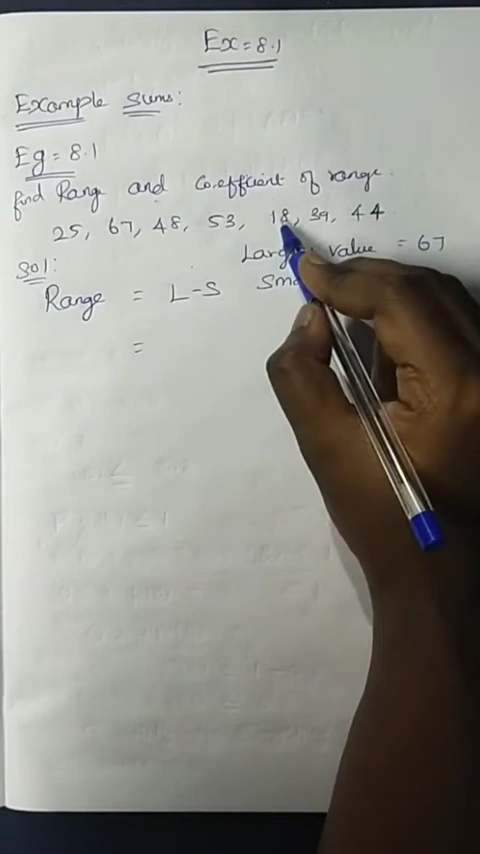 Ex = 8.1
Example Sums:
Eg = 8.1
find Range and Co.efficient of range.
25, 67, 48, 53, 18, 39, 44
Sol:
value = 67
Range = L-S
=